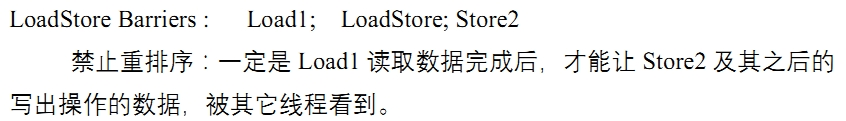 LoadStore Barriers : Load1; LoadStore; Store2
禁止重排序：一定是 Load1 读取数据完成后，才能让 Store2 及其之后的
写出操作的数据，被其它线程看到。